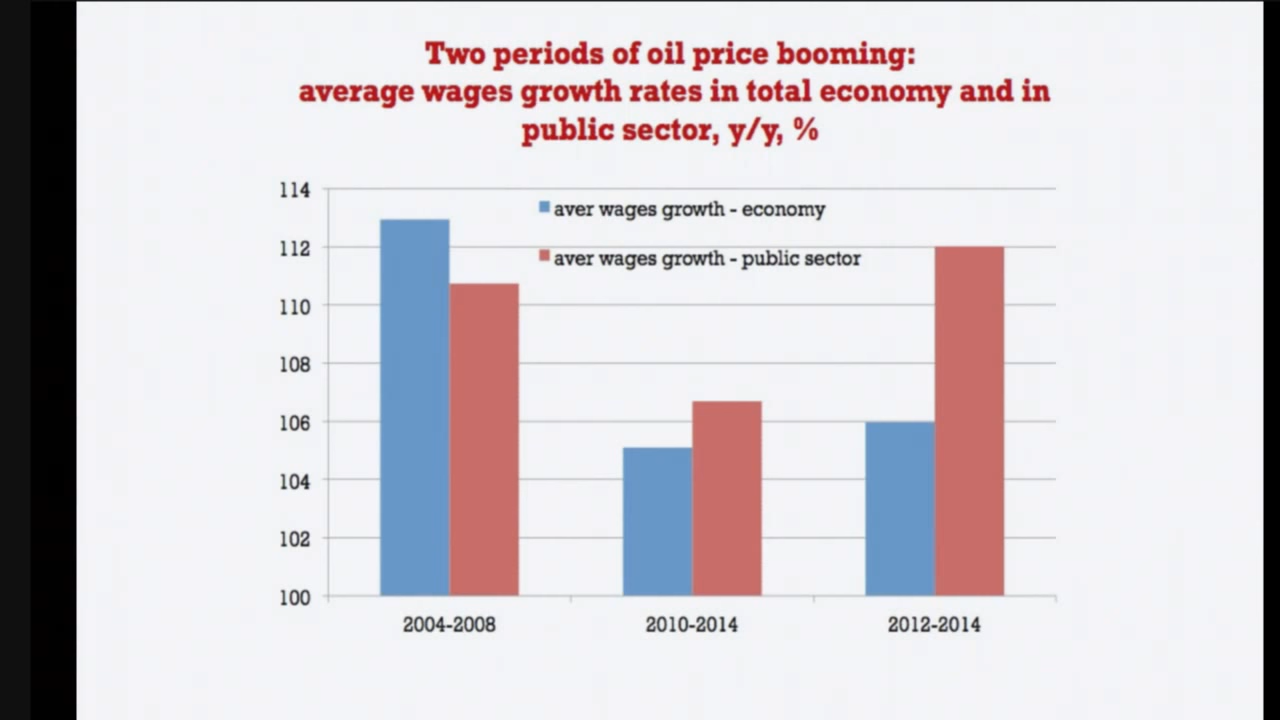 Two periods of oil price booming:
average wages growth rates in total economy and in
public sector, y/y, %
114
112
110
108
106
104
102
100
aver wages growth - economy
aver wages growth - public sector
2004-2008
2010-2014
2012-2014